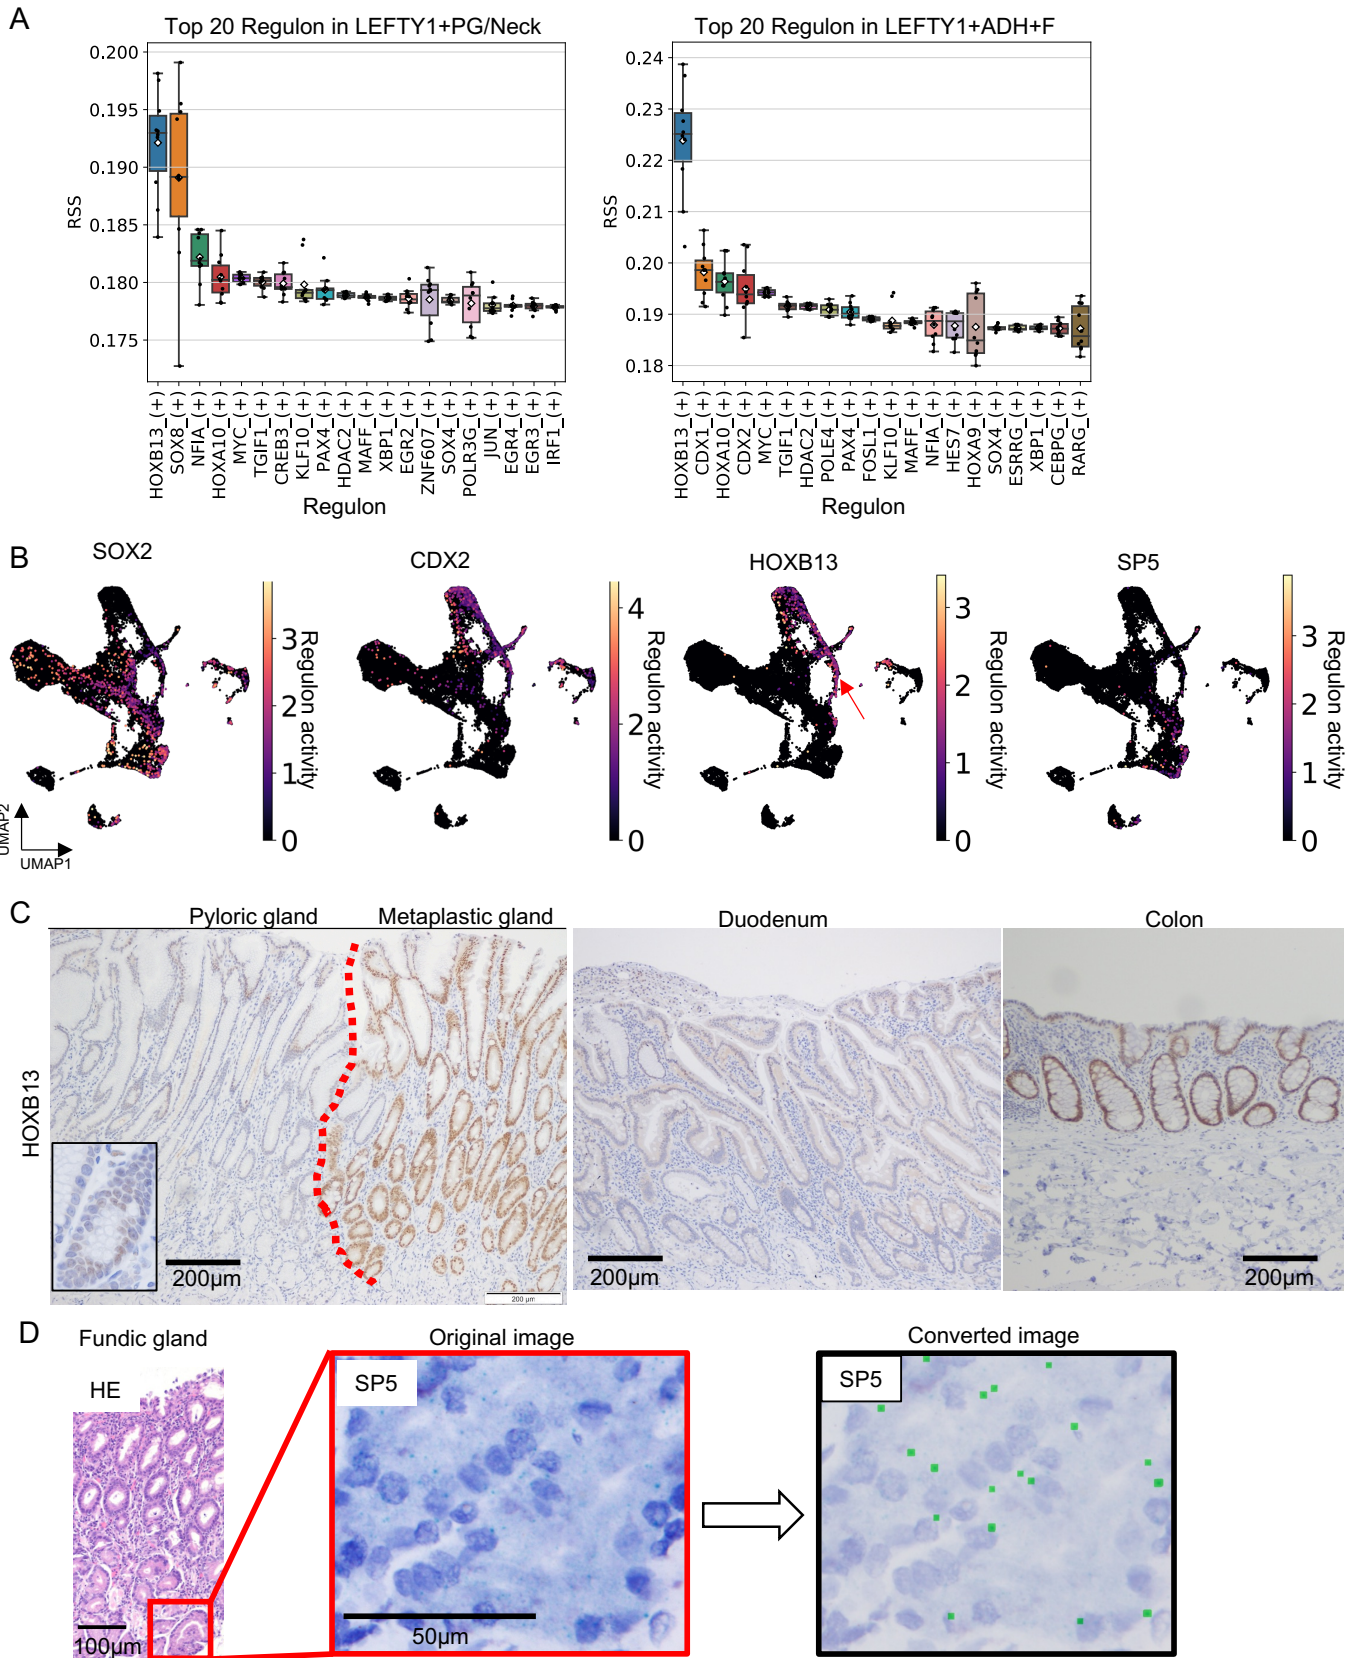 A
Top 20 Regulon in LEFTY1+PG/Neck
RSS
0.200
0.195
0.190
0.185
0.180
0.175
HOXB13_(+)
SOX8_(+)
NFIA_(+)
HOXA10_(+)
MYC_(+)
TGIF1_(+)
CREB3_(+)
KLF10_(+)
PAX4_(+)
HDAC2_(+)
MAFF_(+)
XBP1_(+)
EGR2_(+)
ZNF607_(+)
SOX4_(+)
POLR3G_(+)
JUN_(+)
EGR4_(+)
EGR3_(+)
IRF1_(+)
Regulon
Top 20 Regulon in LEFTY1+ADH+F
RSS
0.24
0.23
0.22
0.21
0.20
0.19
0.18
HOXB13_(+)
CDX1_(+)
HOXA10_(+)
CDX2_(+)
MYC_(+)
TGIF1_(+)
HDAC2_(+)
POLE4_(+)
PAX4_(+)
FOSL1_(+)
KLF10_(+)
MAFF_(+)
NFIA_(+)
HES7_(+)
HOXA9_(+)
SOX4_(+)
ESRRG_(+)
XBP1_(+)
CEBPG_(+)
RARG_(+)
Regulon
B
SOX2
3
2
1
0
Regulon activity
UMAP2
UMAP1
CDX2
4
2
0
Regulon activity
HOXB13
3
2
1
0
Regulon activity
SP5
3
2
1
0
Regulon activity
C
Pyloric gland
Metaplastic gland
Duodenum
Colon
HOXB13
200μm
200 μm
200μm
200μm
D
Fundic gland
Original image
Converted image
HE
SP5
SP5
100μm
50μm